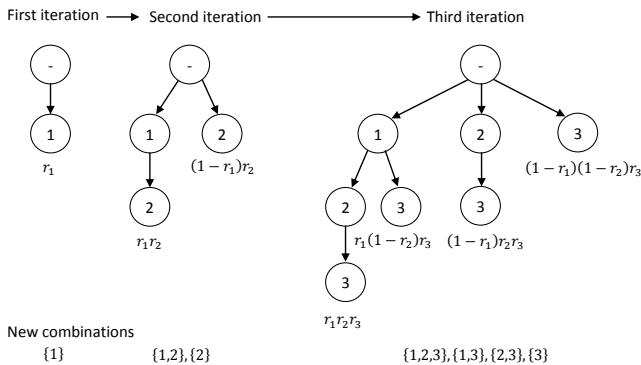 First iteration Second iteration Third iteration
- - -
1 1 2 1 2 3
r₁ (1 − r₁)r₂ (1 − r₁)(1 − r₂)r₃
2 2 3 3
r₁r₂ r₁(1 − r₂)r₃ (1 − r₁)r₂r₃
3
r₁r₂r₃
New combinations
{1} {1,2},{2} {1,2,3},{1,3},{2,3},{3}